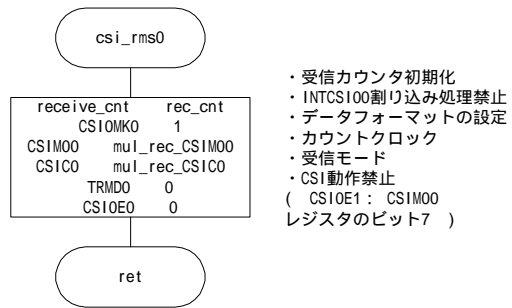 csi_rms0
receive_cnt rec_cnt
CSIOMK0 1
CSIM00 mul_rec_CSIM00
CSIC0 mul_rec_CSIC0
TRMD0 0
CSIOE0 0
ret
・受信カウンタ初期化
・INTCSI00割り込み処理禁止
・データフォーマットの設定
・カウントクロック
・受信モード
・CSI動作禁止
( CSIOE1 : CSIM00
レジスタのビット7 )